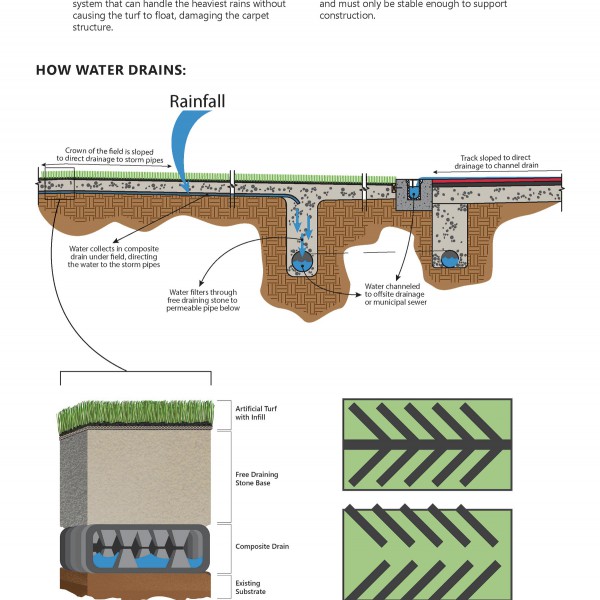 system that can handle the heaviest rains without
causing the turf to float, damaging the carpet
structure.
and must only be stable enough to support
construction.
HOW WATER DRAINS:
Rainfall
Crown of the field is sloped
to direct drainage to storm pipes
Track sloped to direct
drainage to channel drain
Water collects in composite
drain under field, directing
the water to the storm pipes
Water filters through
free draining stone to
permeable pipe below
Water channeled
to offsite drainage
or municipal sewer
Artificial Turf
with Infill
Free Draining
Stone Base
Composite Drain
Existing
Substrate